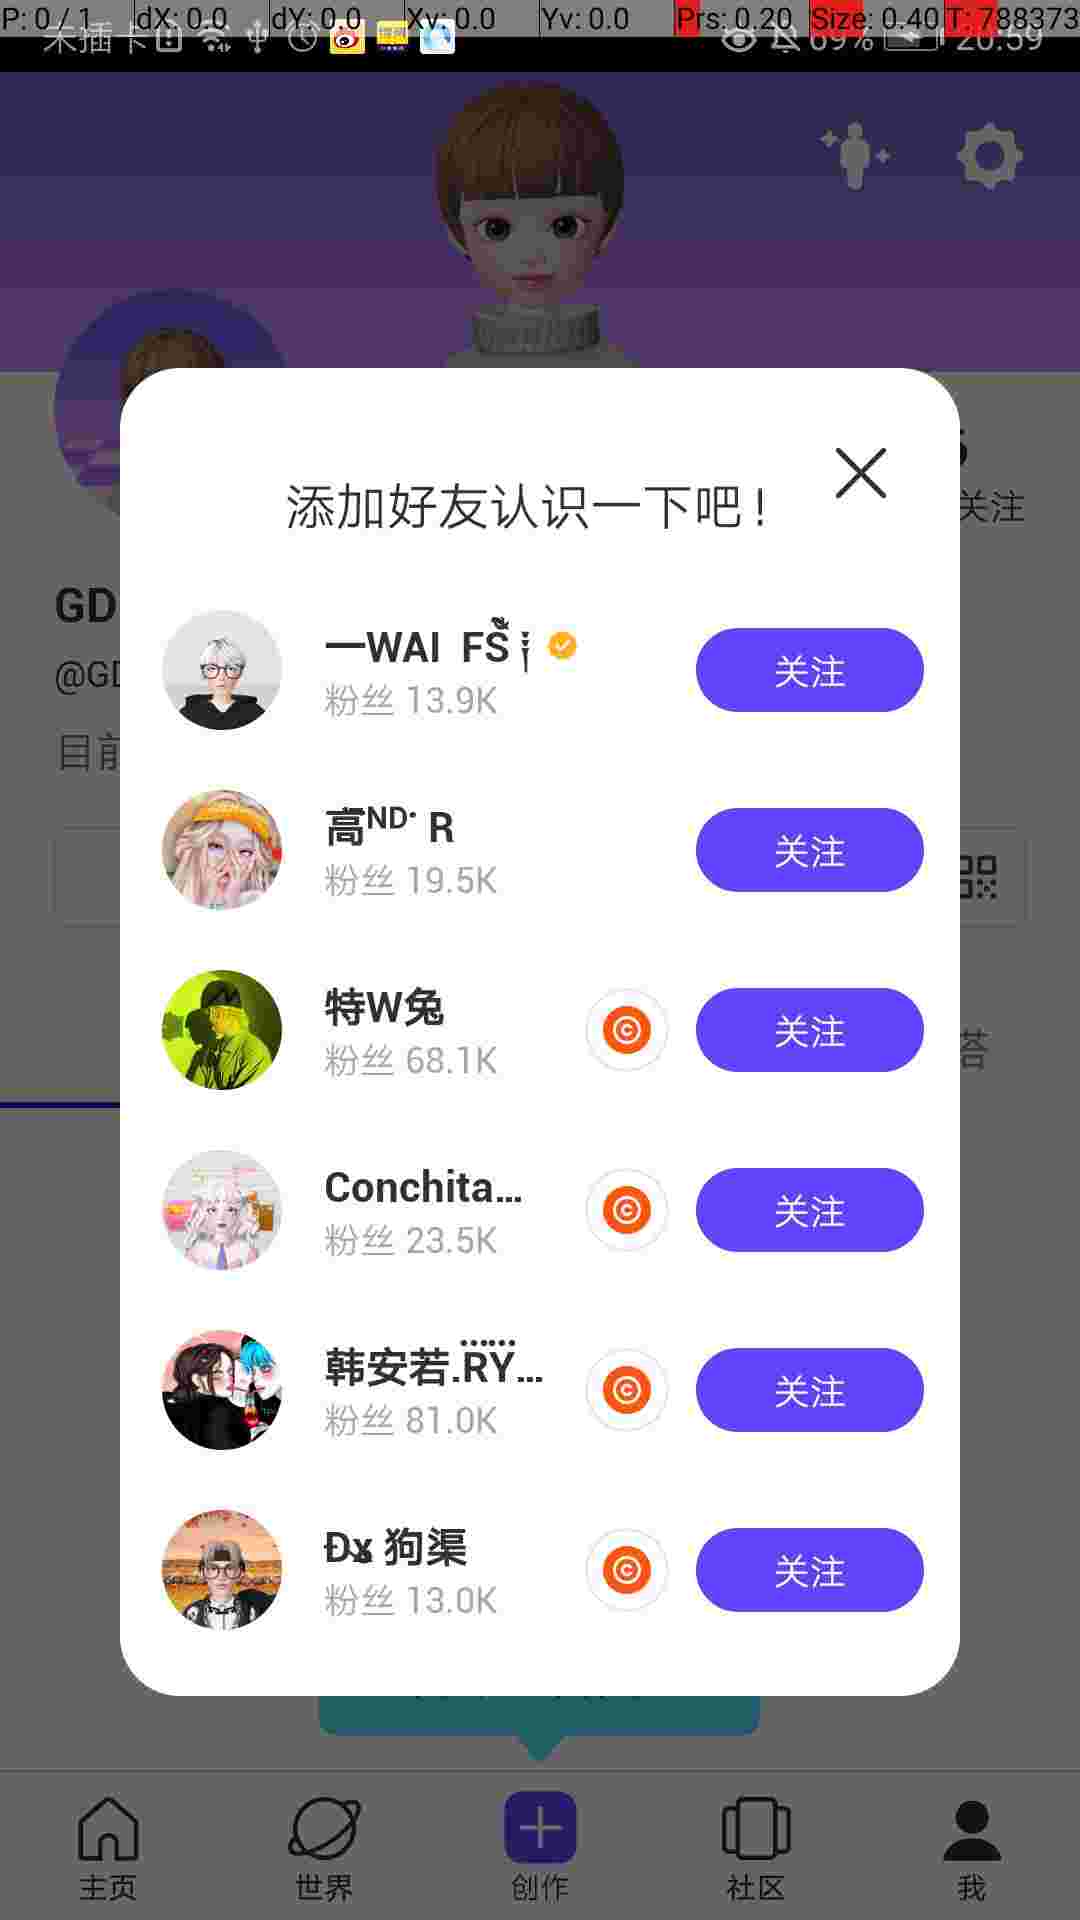 P: 0 / 1 dX: 0.0 dY: 0.0 Xv: 0.0 Yv: 0.0 Prs: 0.20 Size: 0.40 T: 788373
未插卡 69% 20:59
关注
GD
@GD
目前
添加好友认识一下吧!
一WAI FS
粉丝 13.9K
关注
高ᴺᴰ· R
粉丝 19.5K
关注
特W兔
粉丝 68.1K
关注
Conchita...
粉丝 23.5K
关注
韩安若.RY...
粉丝 81.0K
关注
狗渠
粉丝 13.0K
关注
答
主页
世界
创作
社区
我